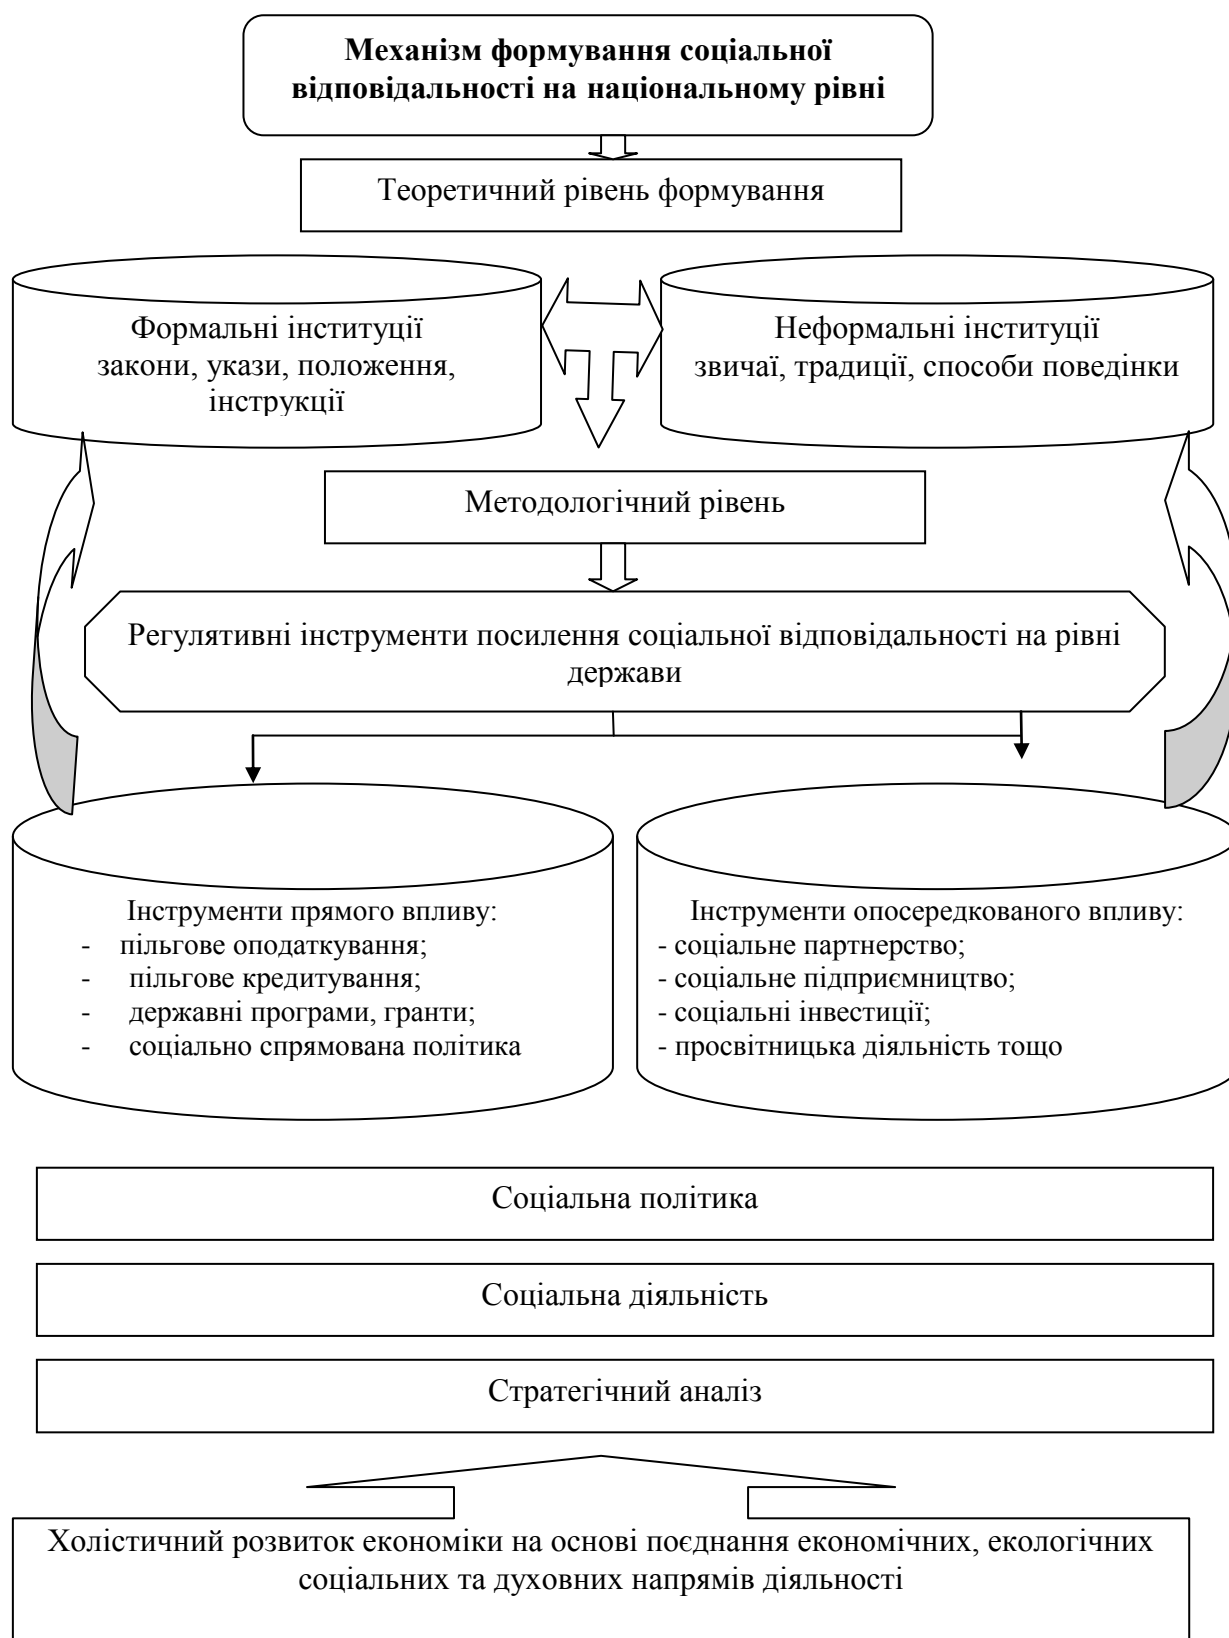 Механізм формування соціальної
відповідальності на національному рівні
Теоретичний рівень формування
Формальні інституції
закони, укази, положення,
інструкції
Неформальні інституції
звичаї, традиції, способи поведінки
Методологічний рівень
Регулятивні інструменти посилення соціальної відповідальності на рівні
держави
Інструменти прямого впливу:
- пільгове оподаткування;
- пільгове кредитування;
- державні програми, гранти;
- соціально спрямована політика
Інструменти опосередкованого впливу:
- соціальне партнерство;
- соціальне підприємництво;
- соціальні інвестиції;
- просвітницька діяльність тощо
Соціальна політика
Соціальна діяльність
Стратегічний аналіз
Холістичний розвиток економіки на основі поєднання економічних, екологічних
соціальних та духовних напрямів діяльності